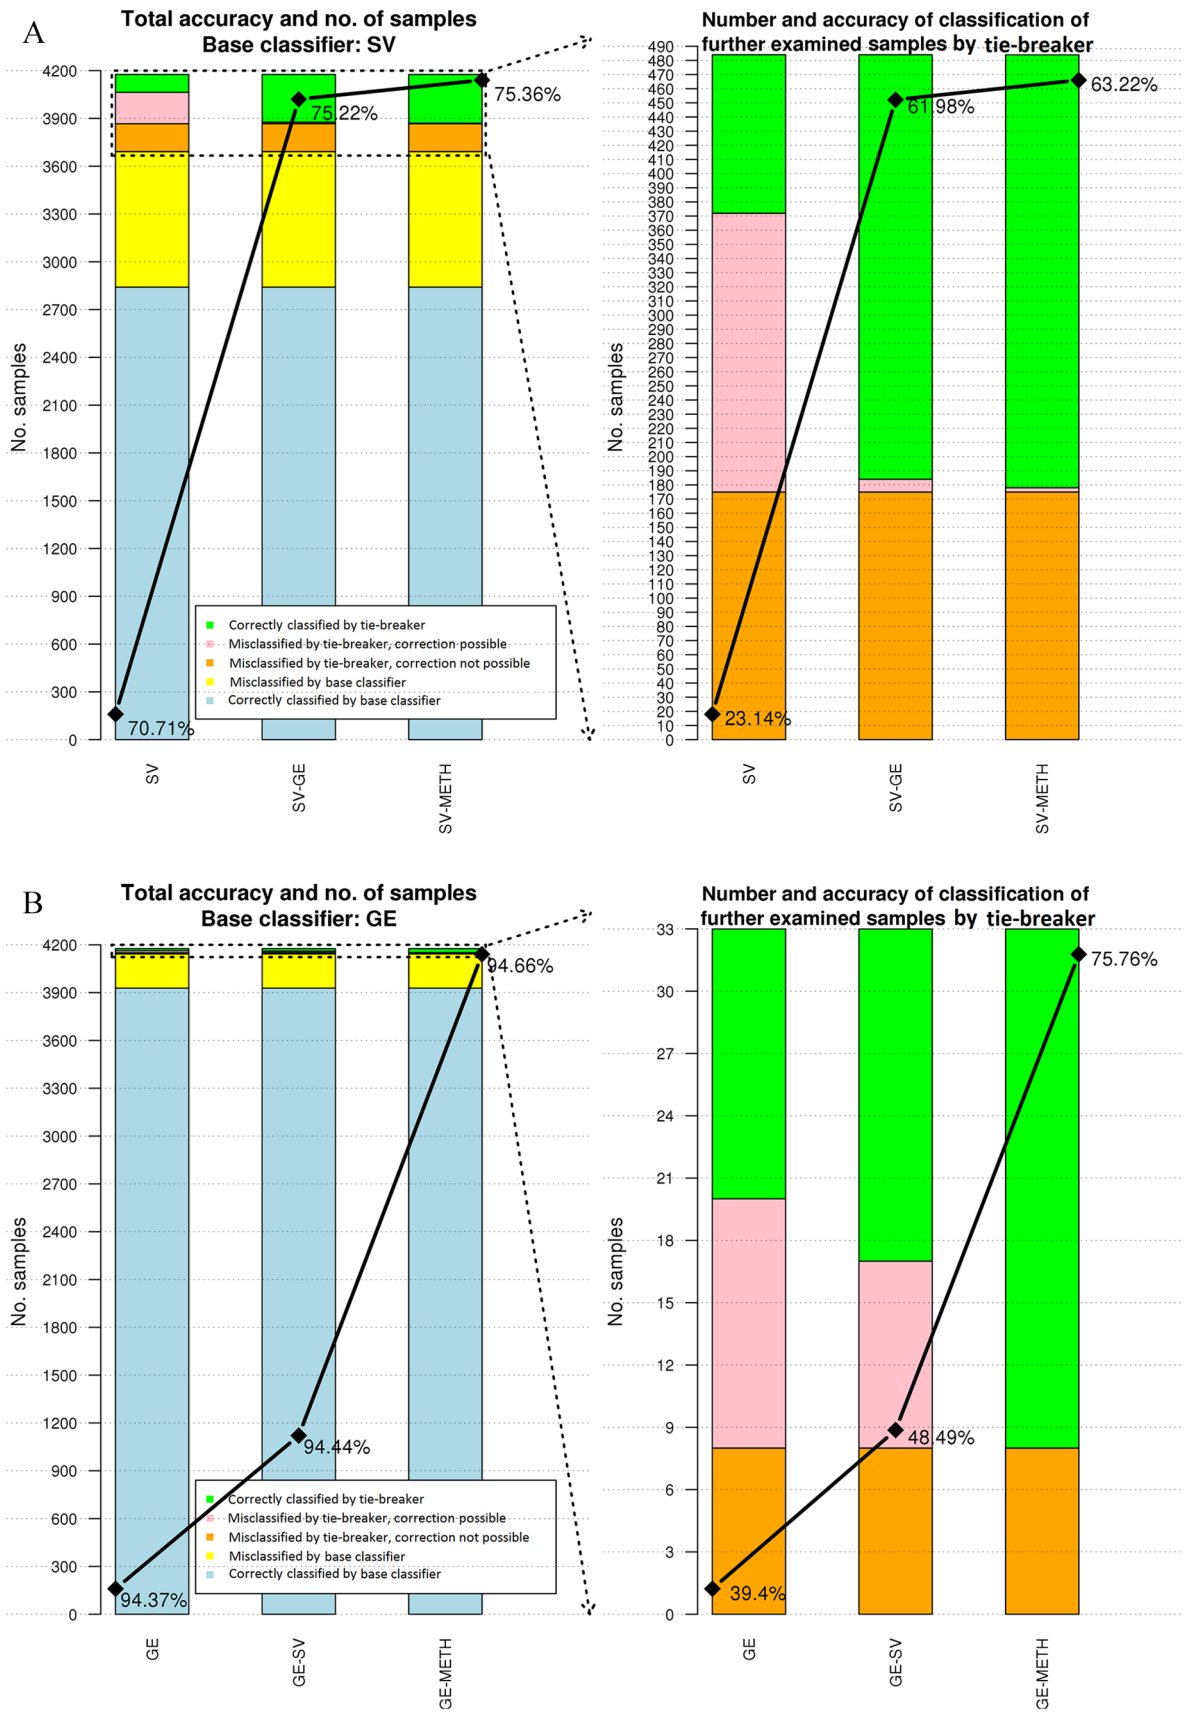 A
Total accuracy and no. of samples
Base classifier: SV
No. samples
4200
3900
3600
3300
3000
2700
2400
2100
1800
1500
1200
900
600
300
0
75.22%
75.36%
70.71%
Correctly classified by tie-breaker
Misclassified by tie-breaker, correction possible
Misclassified by tie-breaker, correction not possible
Misclassified by base classifier
Correctly classified by base classifier
SV
SV-GE
SV-METH
Number and accuracy of classification of
further examined samples by tie-breaker
No. samples
490
480
470
460
450
440
430
420
410
400
390
380
370
360
350
340
330
320
310
300
290
280
270
260
250
240
230
220
210
200
190
180
170
160
150
140
130
120
110
100
90
80
70
60
50
40
30
20
10
0
61.98%
63.22%
23.14%
SV
SV-GE
SV-METH
B
Total accuracy and no. of samples
Base classifier: GE
No. samples
4200
3900
3600
3300
3000
2700
2400
2100
1800
1500
1200
900
600
300
0
94.66%
94.44%
94.37%
Correctly classified by tie-breaker
Misclassified by tie-breaker, correction possible
Misclassified by tie-breaker, correction not possible
Misclassified by base classifier
Correctly classified by base classifier
GE
GE-SV
GE-METH
Number and accuracy of classification of
further examined samples by tie-breaker
No. samples
33
30
27
24
21
18
15
12
9
6
3
0
75.76%
48.49%
39.4%
GE
GE-SV
GE-METH